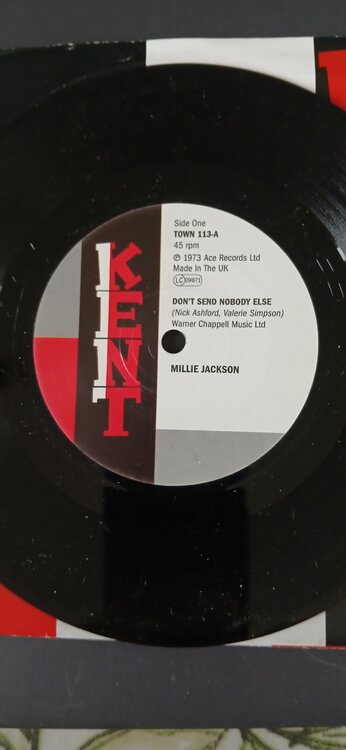 KENT
Side One
TOWN 113-A
45 rpm
℗ 1973 Ace Records Ltd
Made In The UK
LC 09671
DON'T SEND NOBODY ELSE
(Nick Ashford, Valerie Simpson)
Warner Chappell Music Ltd
MILLIE JACKSON